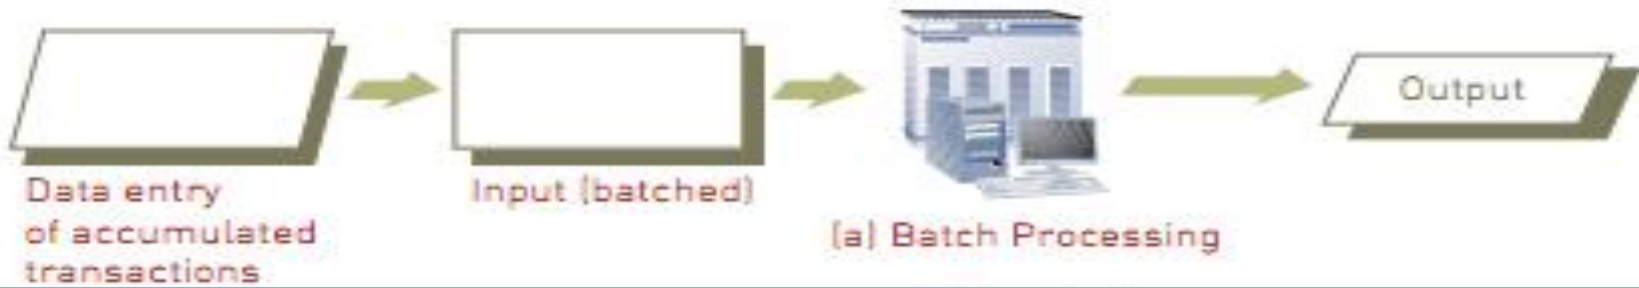 Data entry
of accumulated
transactions
Input (batched)
(a) Batch Processing
Output